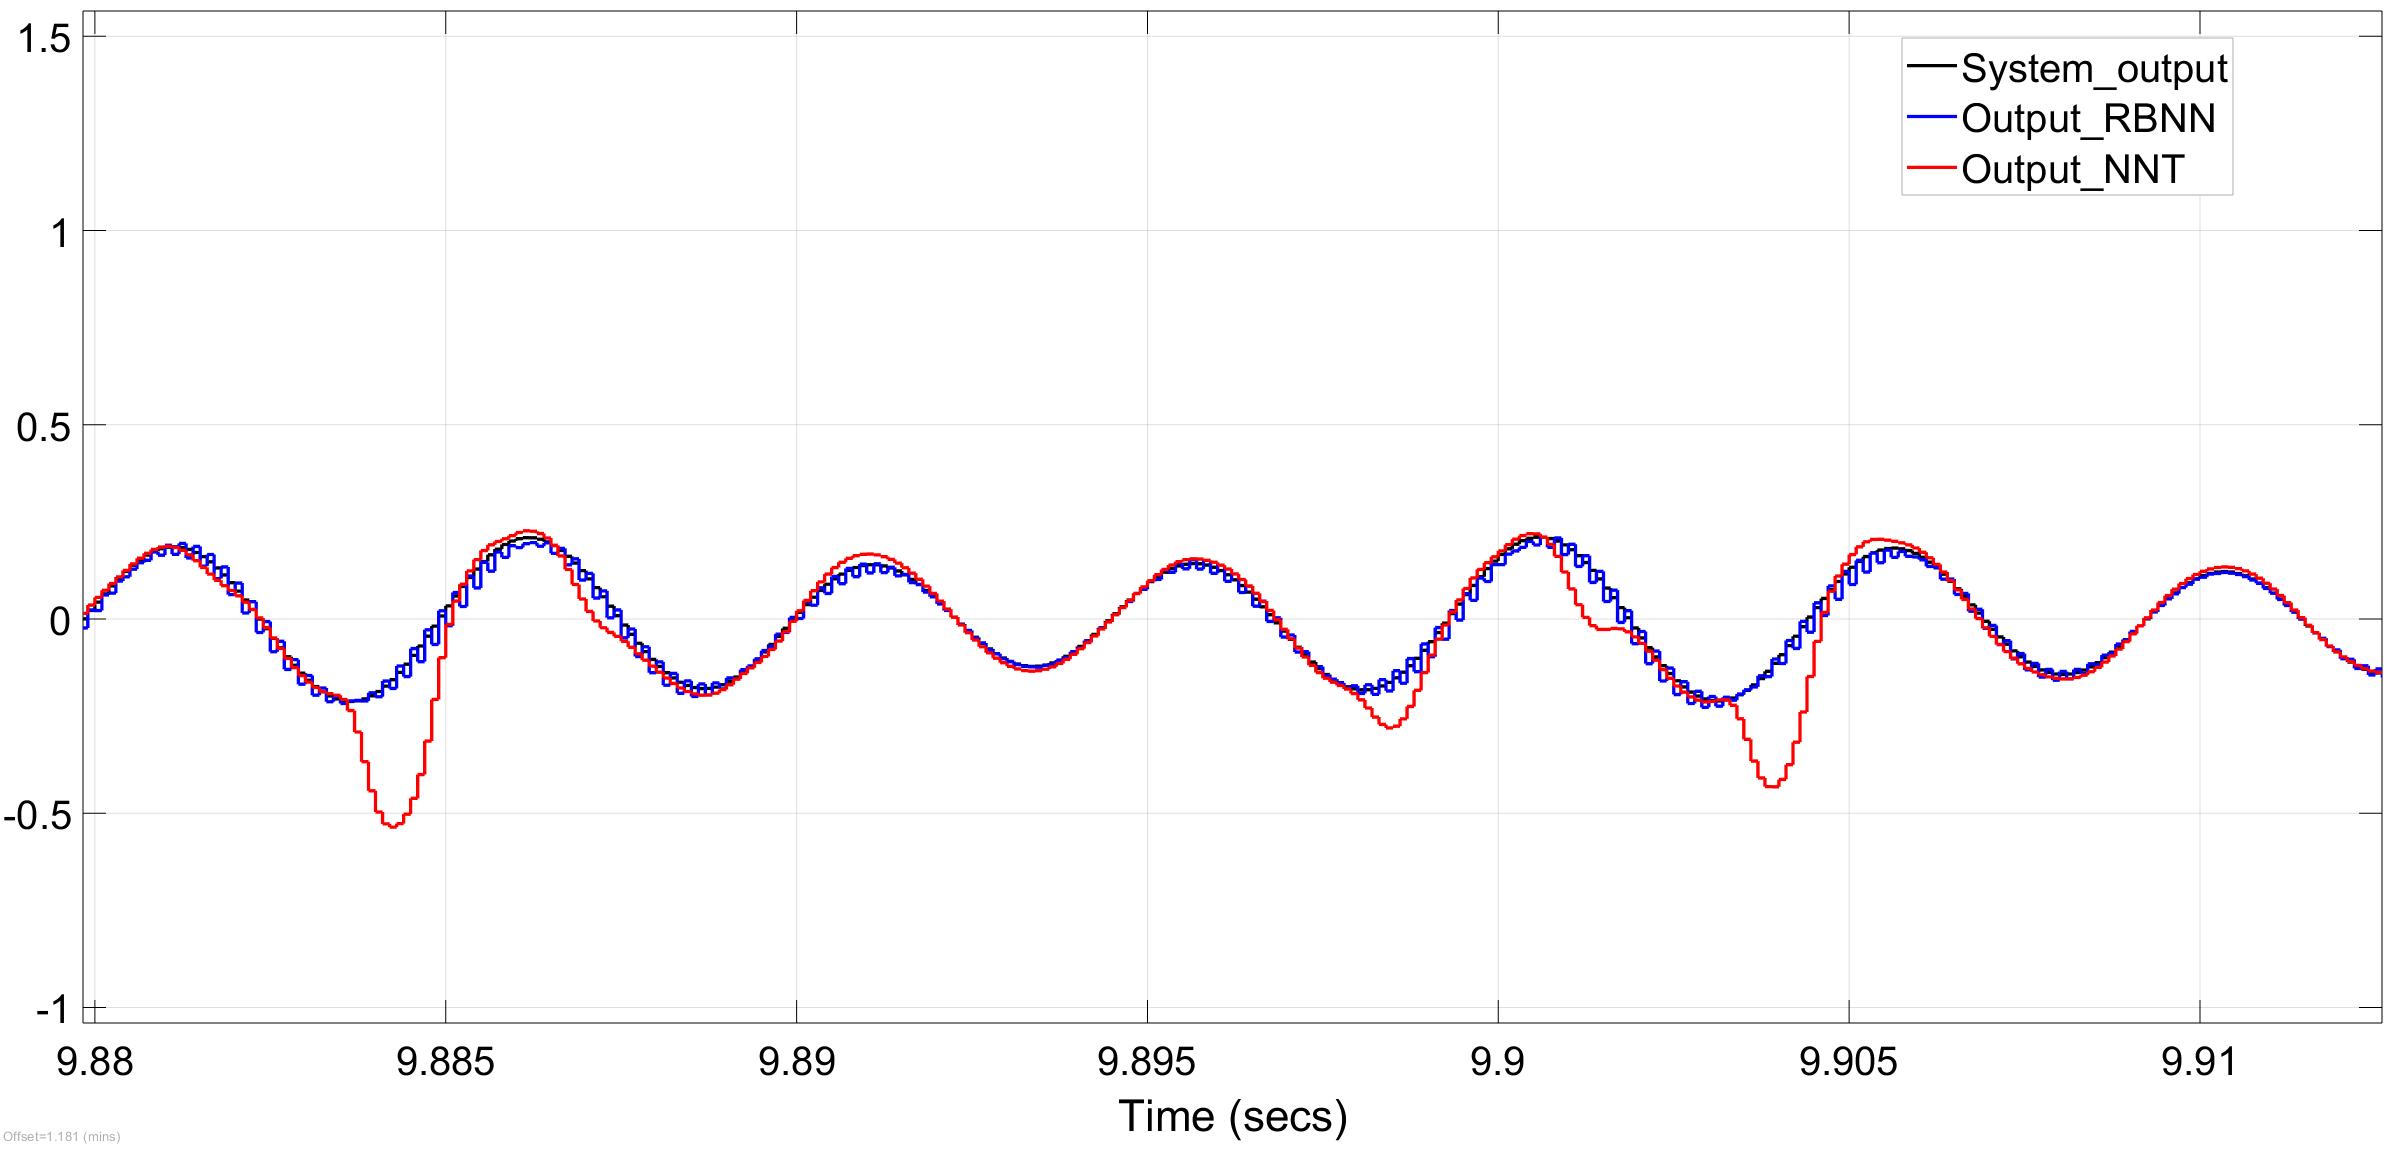 1.5
1
0.5
0
-0.5
-1
System_output
Output_RBNN
Output_NNT
9.88 9.885 9.89 9.895 9.9 9.905 9.91
Time (secs)
Offset=1.181 (mins)